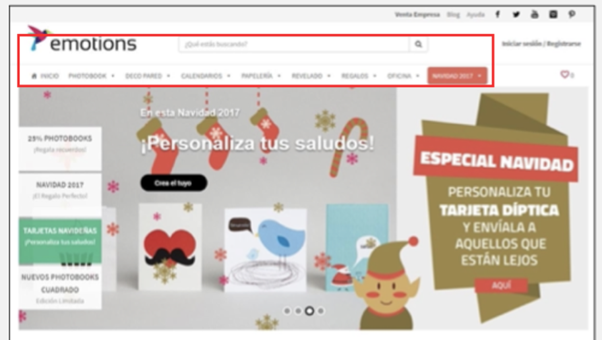 Venta Empresa Blog Ayuda
emotions
¿Qué estás buscando?
Iniciar sesión / Registrarse
INICIO PHOTOBOOK DECO PARED CALENDARIOS PAPELERÍA REVELADO REGALOS OFICINA NAVIDAD 2017
0
En esta Navidad 2017
¡Personaliza tus saludos!
Crea el tuyo
25% PHOTOBOOKS
¡Regala recuerdos!
NAVIDAD 2017
¡El Regalo Perfecto!
TARJETAS NAVIDEÑAS
¡Personaliza tus saludos!
NUEVOS PHOTOBOOKS
CUADRADO
Edición Limitada
ESPECIAL NAVIDAD
PERSONALIZA TU
TARJETA DÍPTICA
Y ENVÍALA A
AQUELLOS QUE
ESTÁN LEJOS
AQUÍ